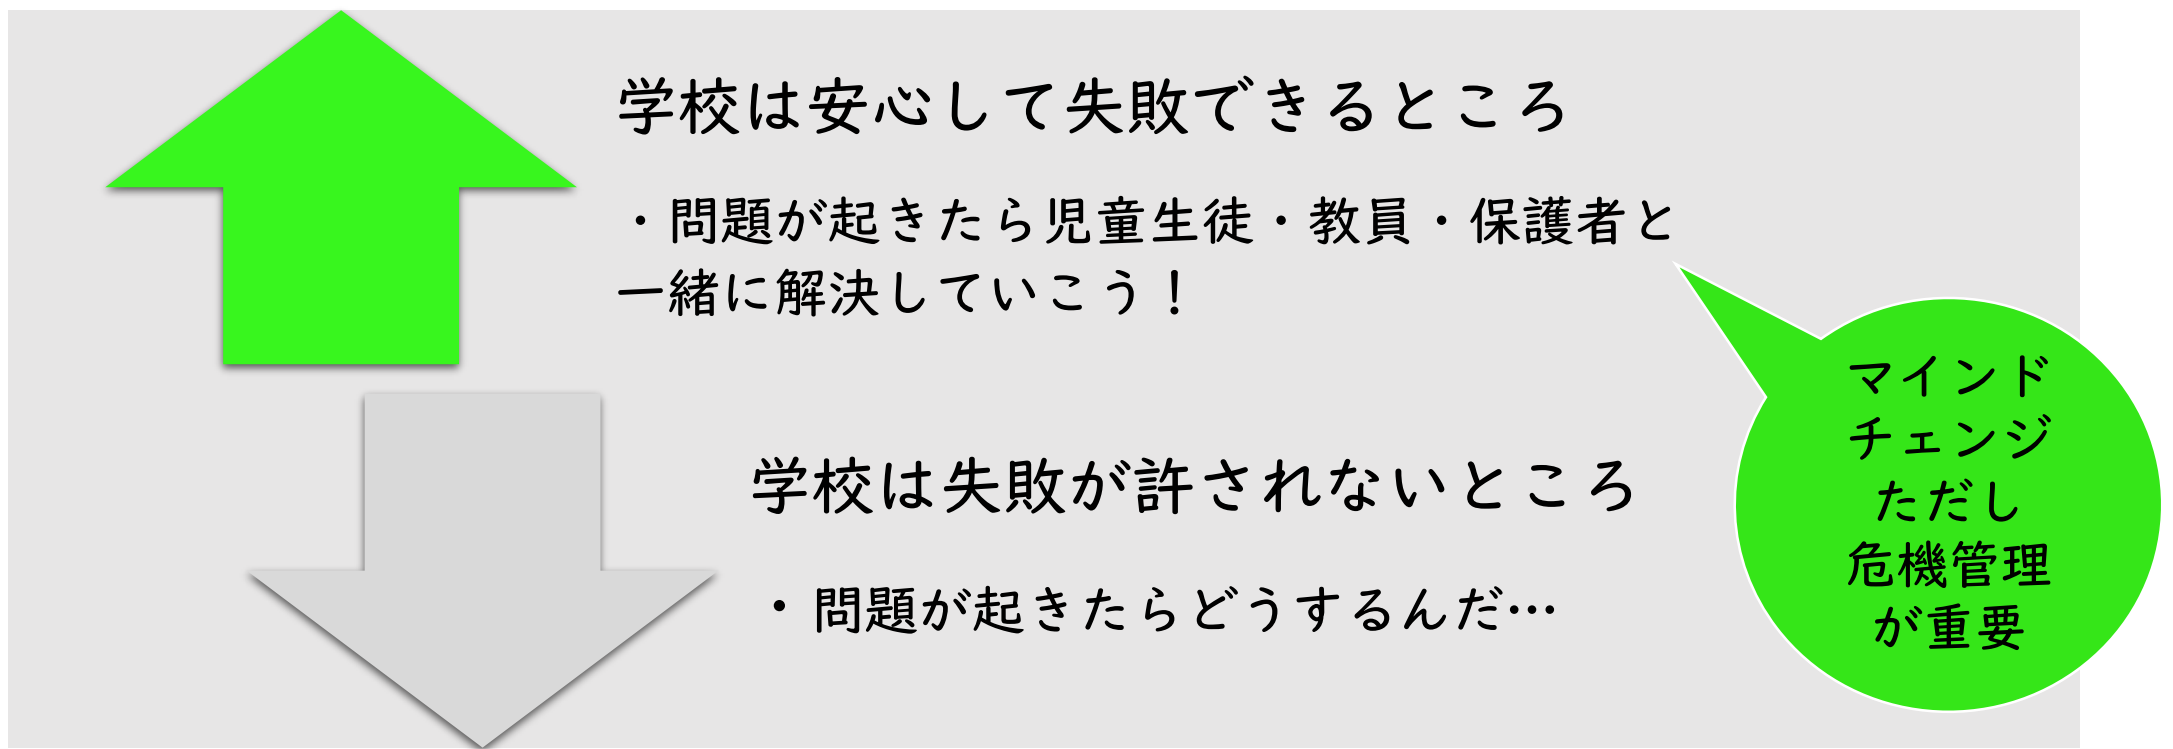 学校は安心して失敗できるところ
・問題が起きたら児童生徒・教員・保護者と
一緒に解決していこう！
学校は失敗が許されないところ
・問題が起きたらどうするんだ…
マインド
チェンジ
ただし
危機管理
が重要